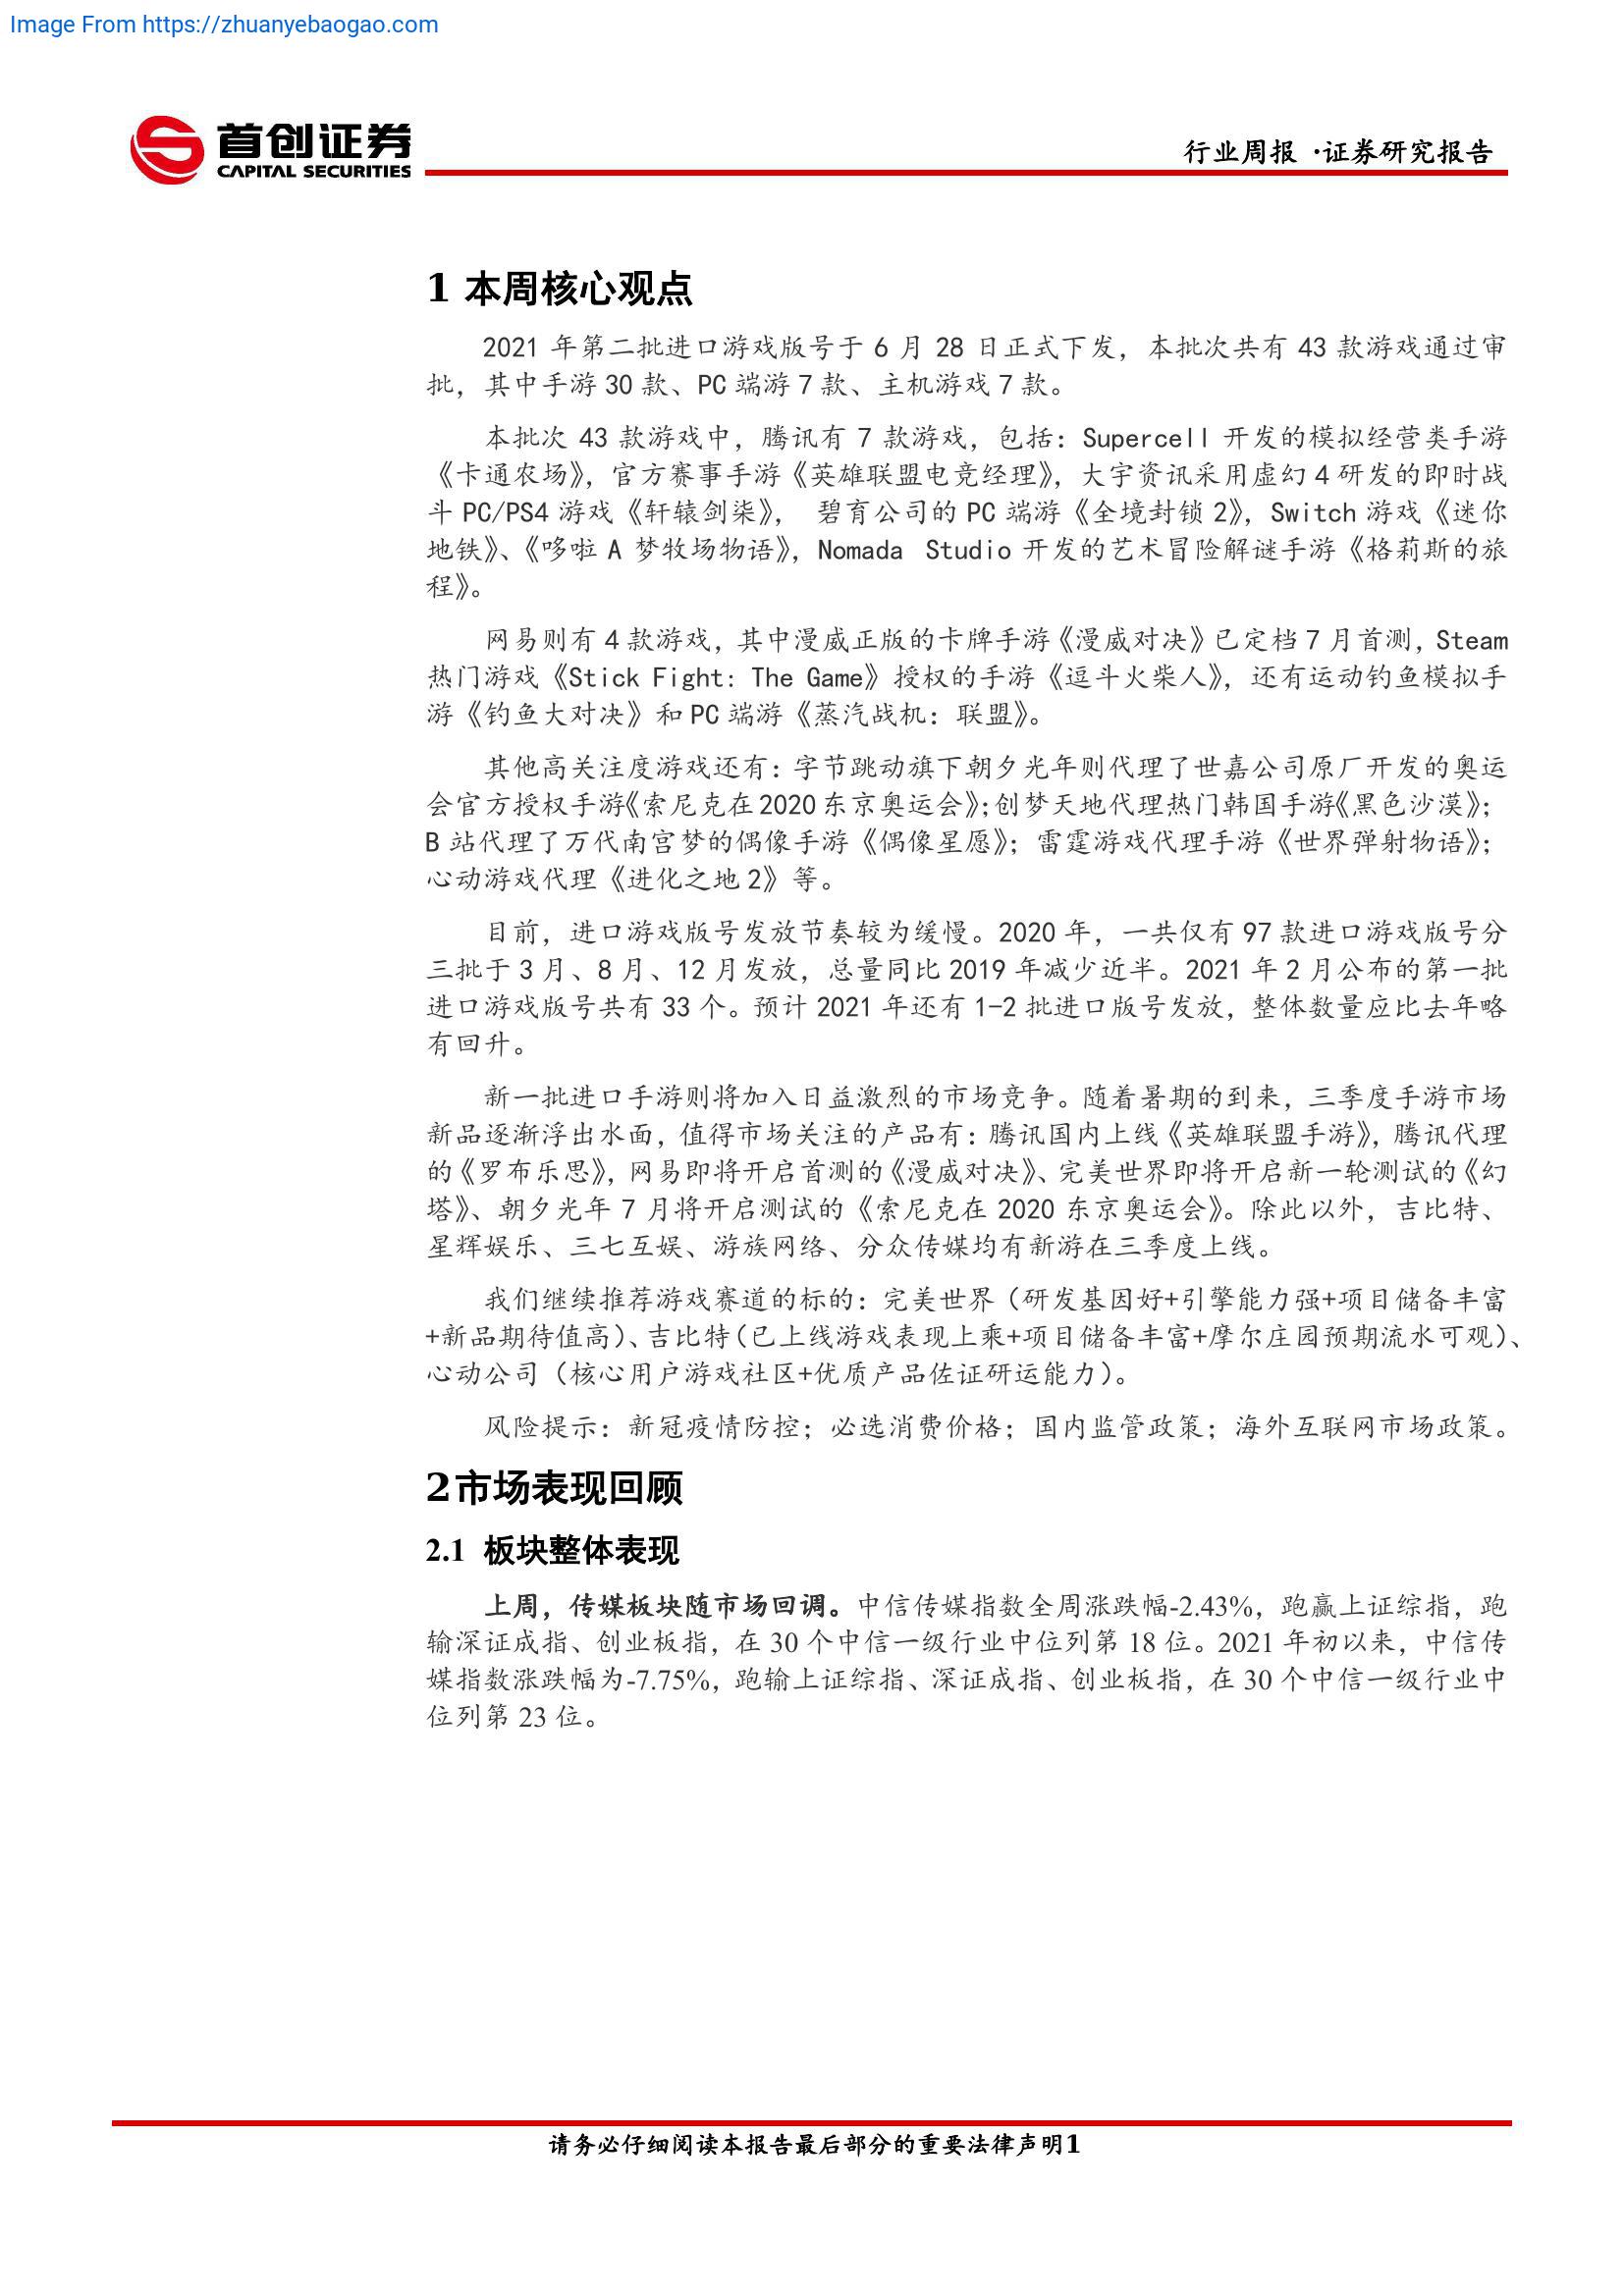 Image From https://zhuanyebaogao.com
首创证券
CAPITAL SECURITIES
行业周报 ·证券研究报告
1 本周核心观点
2021 年第二批进口游戏版号于 6 月 28 日正式下发，本批次共有 43 款游戏通过审
批，其中手游 30 款、PC 端游 7 款、主机游戏 7 款。
本批次 43 款游戏中，腾讯有 7 款游戏，包括：Supercell 开发的模拟经营类手游
《卡通农场》，官方赛事手游《英雄联盟电竞经理》，大宇资讯采用虚幻 4 研发的即时战
斗 PC/PS4 游戏《轩辕剑柒》， 碧育公司的 PC 端游《全境封锁 2》，Switch 游戏《迷你
地铁》、《哆啦 A 梦牧场物语》，Nomada Studio 开发的艺术冒险解谜手游《格莉斯的旅
程》。
网易则有 4 款游戏，其中漫威正版的卡牌手游《漫威对决》已定档 7 月首测，Steam
热门游戏《Stick Fight: The Game》授权的手游《逗斗火柴人》，还有运动钓鱼模拟手
游《钓鱼大对决》和 PC 端游《蒸汽战机：联盟》。
其他高关注度游戏还有：字节跳动旗下朝夕光年则代理了世嘉公司原厂开发的奥运
会官方授权手游《索尼克在 2020 东京奥运会》；创梦天地代理热门韩国手游《黑色沙漠》；
B 站代理了万代南宫梦的偶像手游《偶像星愿》；雷霆游戏代理手游《世界弹射物语》；
心动游戏代理《进化之地 2》等。
目前，进口游戏版号发放节奏较为缓慢。2020 年，一共仅有 97 款进口游戏版号分
三批于 3 月、8 月、12 月发放，总量同比 2019 年减少近半。2021 年 2 月公布的第一批
进口游戏版号共有 33 个。预计 2021 年还有 1-2 批进口版号发放，整体数量应比去年略
有回升。
新一批进口手游则将加入日益激烈的市场竞争。随着暑期的到来，三季度手游市场
新品逐渐浮出水面，值得市场关注的产品有：腾讯国内上线《英雄联盟手游》，腾讯代理
的《罗布乐思》，网易即将开启首测的《漫威对决》、完美世界即将开启新一轮测试的《幻
塔》、朝夕光年 7 月将开启测试的《索尼克在 2020 东京奥运会》。除此以外，吉比特、
星辉娱乐、三七互娱、游族网络、分众传媒均有新游在三季度上线。
我们继续推荐游戏赛道的标的：完美世界（研发基因好+引擎能力强+项目储备丰富
+新品期待值高）、吉比特（已上线游戏表现上乘+项目储备丰富+摩尔庄园预期流水可观）、
心动公司（核心用户游戏社区+优质产品佐证研运能力）。
风险提示：新冠疫情防控；必选消费价格；国内监管政策；海外互联网市场政策。
2市场表现回顾
2.1 板块整体表现
上周，传媒板块随市场回调。中信传媒指数全周涨跌幅-2.43%，跑赢上证综指，跑
输深证成指、创业板指，在 30 个中信一级行业中位列第 18 位。2021 年初以来，中信传
媒指数涨跌幅为-7.75%，跑输上证综指、深证成指、创业板指，在 30 个中信一级行业中
位列第 23 位。
请务必仔细阅读本报告最后部分的重要法律声明1